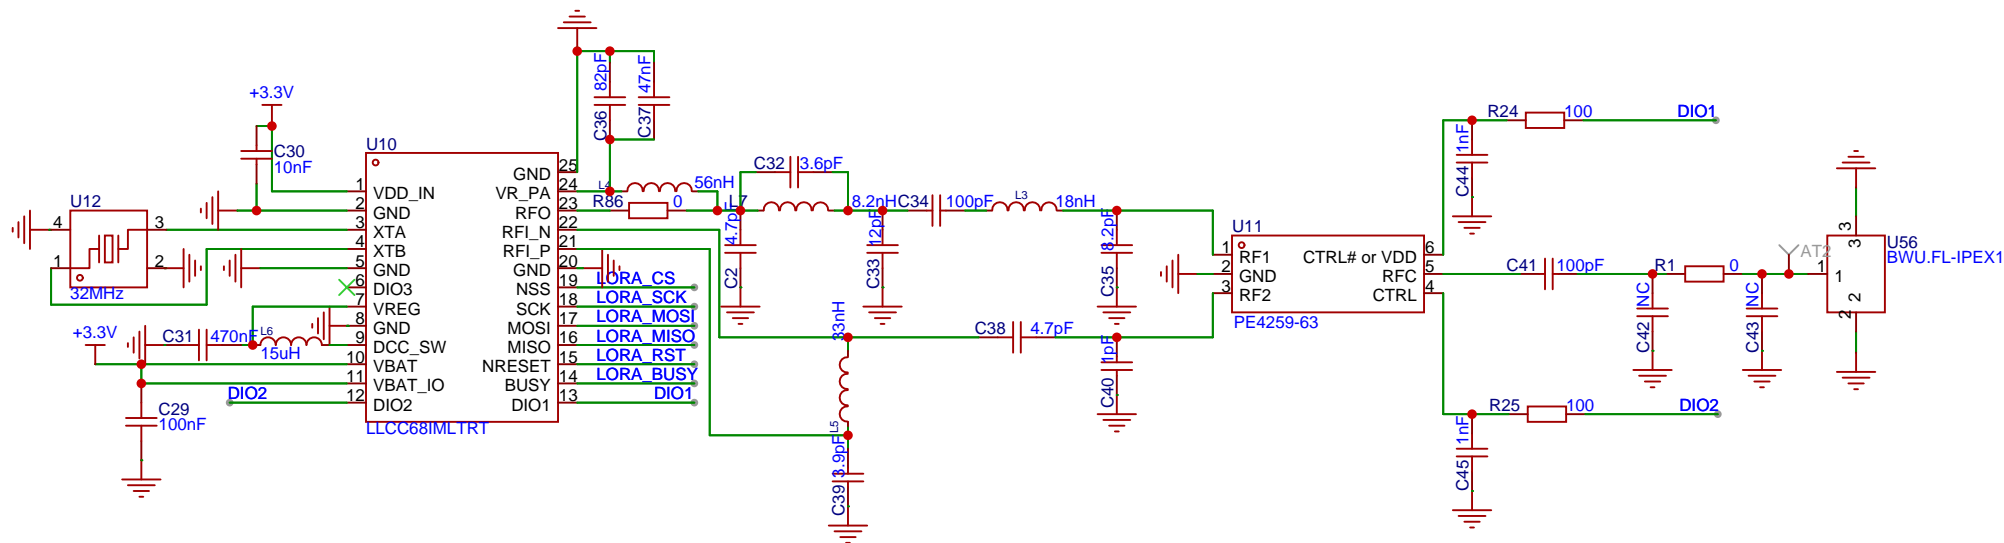 +3.3V
C30
10nF
U12
4
3
1
2
32MHz
U10
1
2
3
4
5
6
7
8
9
10
11
12
VDD_IN
GND
XTA
XTB
GND
DIO3
VREG
GND
DCC_SW
VBAT
VBAT_IO
DIO2
GND
VR_PA
RFO
RFI_N
RFI_P
GND
NSS
SCK
MOSI
MISO
NRESET
BUSY
DIO1
25
24
23
22
21
20
19
18
17
16
15
14
13
LLCC68IMLTRT
+3.3V
C31
470nF
L6
15uH
C29
100nF
DIO2
C36
82pF
C37
47nF
L4
56nH
R86
0
LORA_CS
LORA_SCK
LORA_MOSI
LORA_MISO
LORA_RST
LORA_BUSY
DIO1
C32
3.6pF
L7
8.2nH
C2
4.7pF
C33
12pF
C34
100pF
L3
18nH
C35
8.2pF
33nH
L5
C39
3.9pF
C38
4.7pF
C40
1pF
U11
1
2
3
RF1
GND
RF2
CTRL# or VDD
RFC
CTRL
6
5
4
PE4259-63
R24
100
DIO1
C44
1nF
C41
100pF
R1
0
C42
NC
C43
NC
AT2
R25
100
DIO2
C45
1nF
U56
BWU.FL-IPEX1
3
3
1
1
2
2